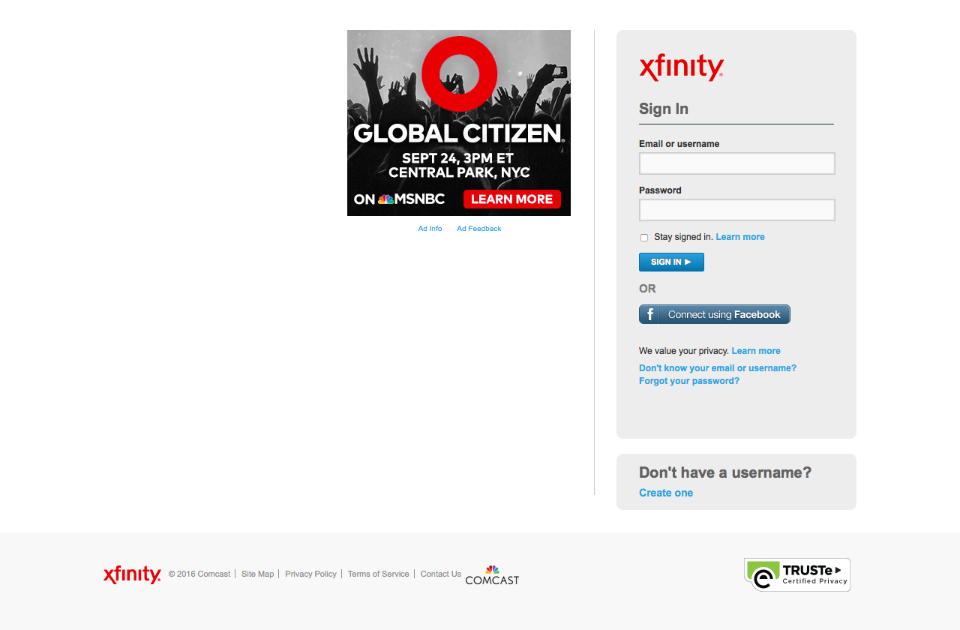 GLOBAL CITIZEN.
SEPT 24, 3PM ET
CENTRAL PARK, NYC
ON MSNBC LEARN MORE
Ad Info Ad Feedback
xfinity
Sign In
Email or username
Password
Stay signed in. Learn more
SIGN IN
OR
f Connect using Facebook
We value your privacy. Learn more
Don't know your email or username?
Forgot your password?
Don't have a username?
Create one
xfinity © 2016 Comcast | Site Map | Privacy Policy | Terms of Service | Contact Us COMCAST
TRUSTe
Certified Privacy